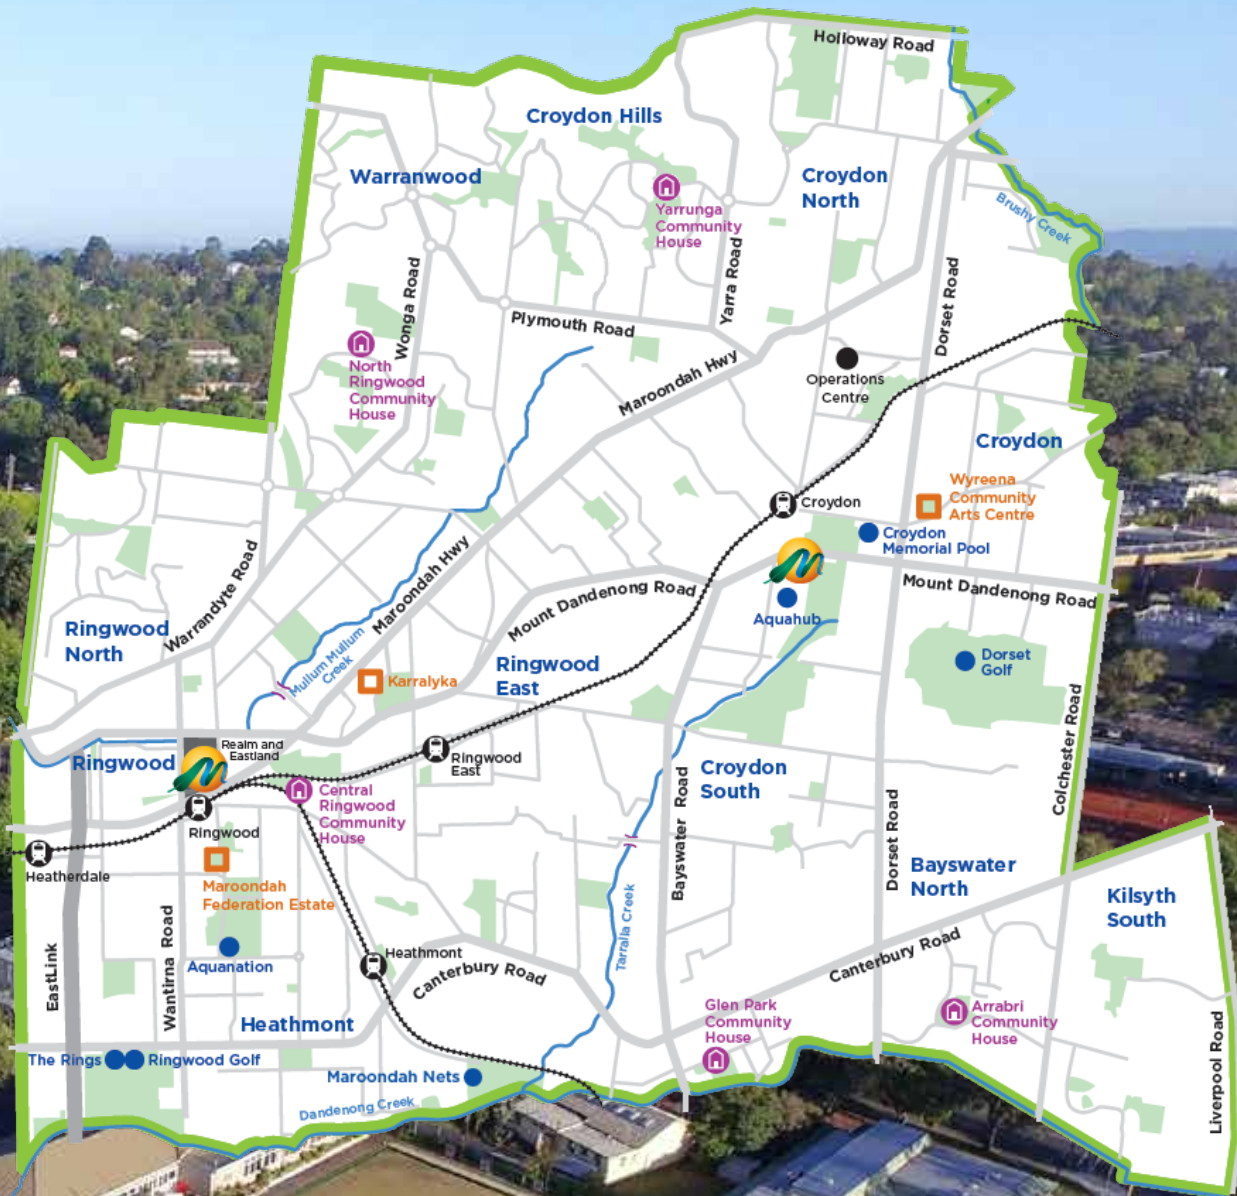 Holloway Road
Croydon Hills
Warranwood
Croydon
North
Yarrunga
Community
House
Brushy Creek
Yarra Road
Wonga Road
Dorset Road
Plymouth Road
North
Ringwood
Community
House
Maroondah Hwy
Operations
Centre
Croydon
Wyreena
Community
Arts Centre
Croydon
Croydon
Memorial Pool
Mount Dandenong Road
Aquahub
Warrandyte Road
Maroondah Hwy
Mount Dandenong Road
Ringwood
North
Mullum Mullum
Creek
Karralyka
Ringwood
East
Dorset
Golf
Colchester Road
Realm and
Eastland
Ringwood
Ringwood
East
Croydon
South
Bayswater Road
Central
Ringwood
Community
House
Ringwood
Heatherdale
Maroondah
Federation Estate
Dorset Road
Bayswater
North
Kilsyth
South
Tarralla Creek
EastLink
Wantirna Road
Aquanation
Heathmont
Canterbury Road
Canterbury Road
Heathmont
Glen Park
Community
House
Arrabri
Community
House
The Rings
Ringwood Golf
Maroondah Nets
Dandenong Creek
Liverpool Road